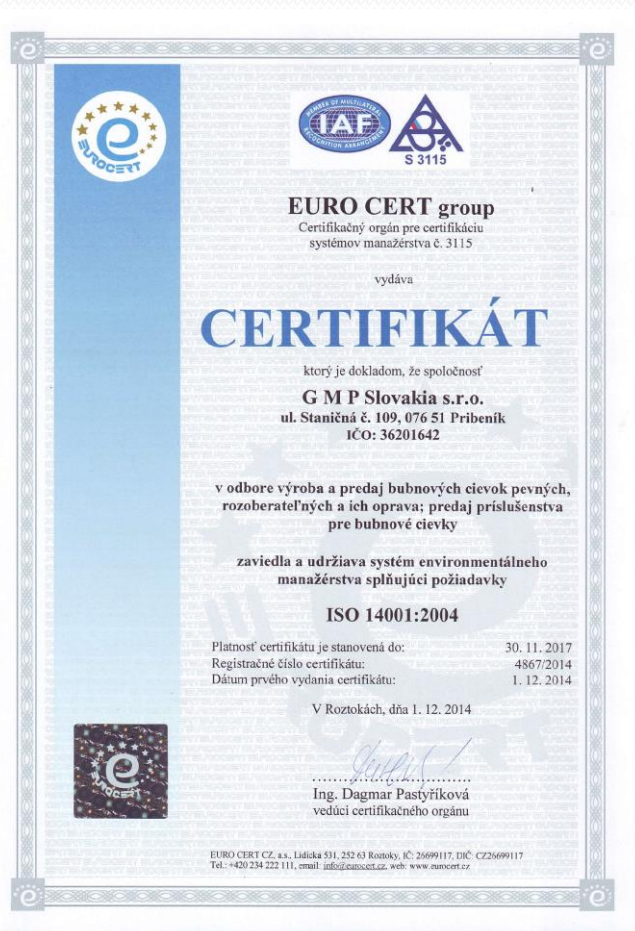 EUROCERT
MEMBER OF MULTILATERAL
IAF
RECOGNITION ARRANGEMENT
S 3115
EURO CERT group
Certifikačný orgán pre certifikáciu
systémov manažérstva č. 3115
vydáva
CERTIFIKÁT
ktorý je dokladom, že spoločnosť
G M P Slovakia s.r.o.
ul. Staničná č. 109, 076 51 Pribeník
IČO: 36201642
v odbore výroba a predaj bubnových cievok pevných,
rozoberateľných a ich oprava; predaj príslušenstva
pre bubnové cievky
zaviedla a udržiava systém environmentálneho
manažérstva splňujúci požiadavky
ISO 14001:2004
Platnosť certifikátu je stanovená do: 30. 11. 2017
Registračné číslo certifikátu: 4867/2014
Dátum prvého vydania certifikátu: 1. 12. 2014
V Roztokách, dňa 1. 12. 2014
EUROCERT
Ing. Dagmar Pastyříková
vedúci certifikačného orgánu
EURO CERT CZ, a.s., Lidická 531, 252 63 Roztoky, IČ: 26699117, DIČ: CZ26699117
Tel.: +420 234 222 111, email: info@eurocert.cz, web: www.eurocert.cz